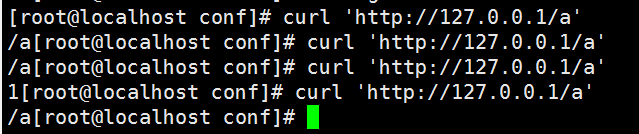 [root@localhost conf]# curl 'http://127.0.0.1/a'
/a[root@localhost conf]# curl 'http://127.0.0.1/a'
/a[root@localhost conf]# curl 'http://127.0.0.1/a'
1[root@localhost conf]# curl 'http://127.0.0.1/a'
/a[root@localhost conf]#